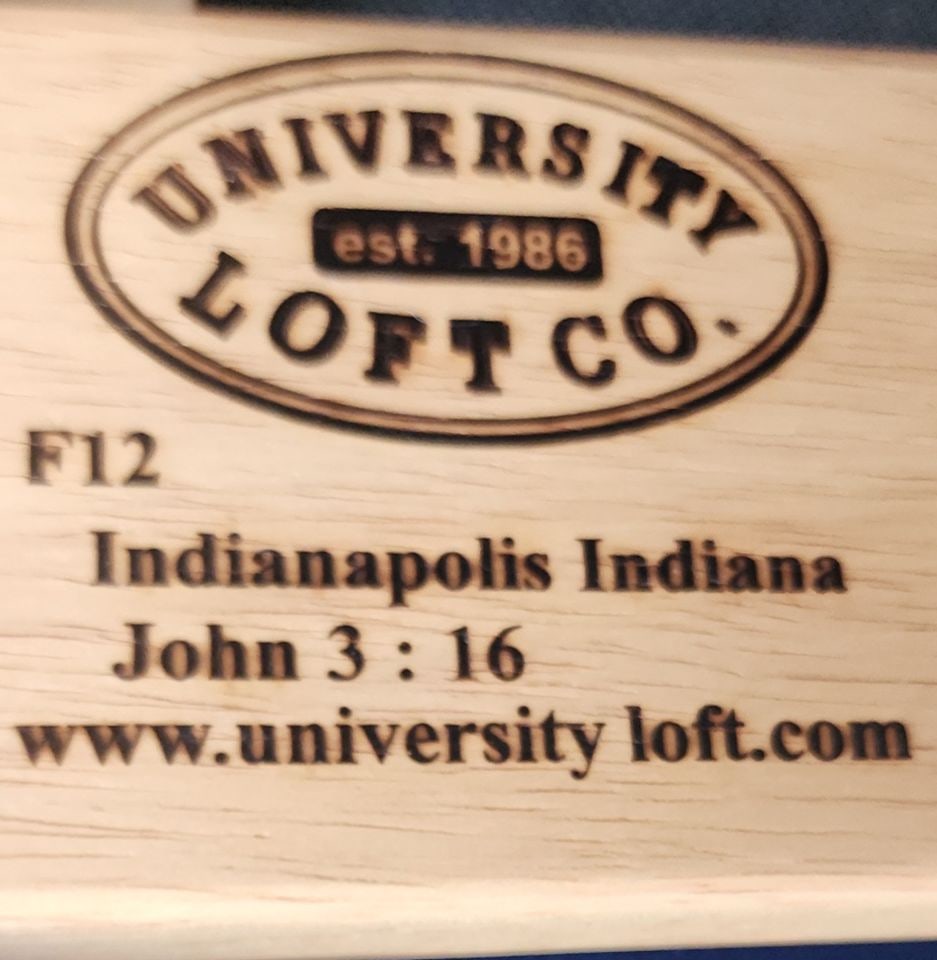 UNIVERSITY
est. 1986
LOFT CO.
F12
Indianapolis Indiana
John 3 : 16
www.university loft.com